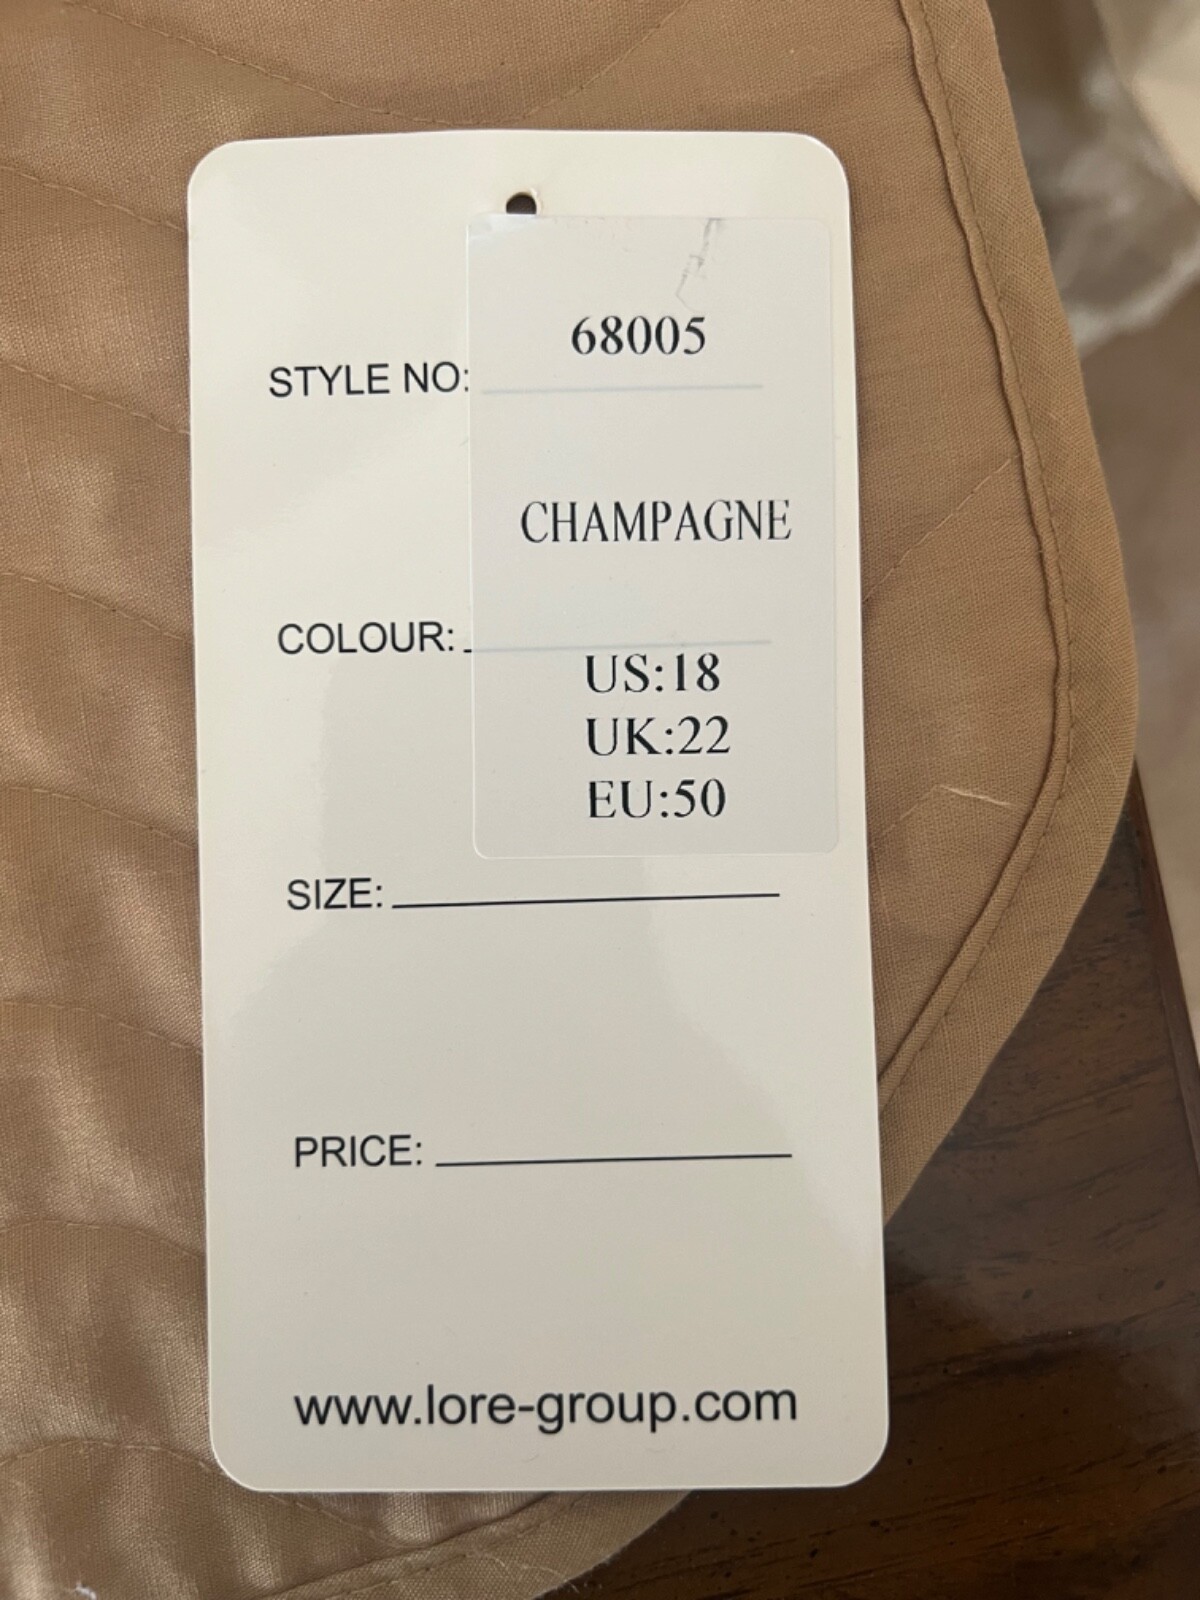 STYLE NO: 68005
CHAMPAGNE
COLOUR:
US:18
UK:22
EU:50
SIZE:
PRICE:
www.lore-group.com